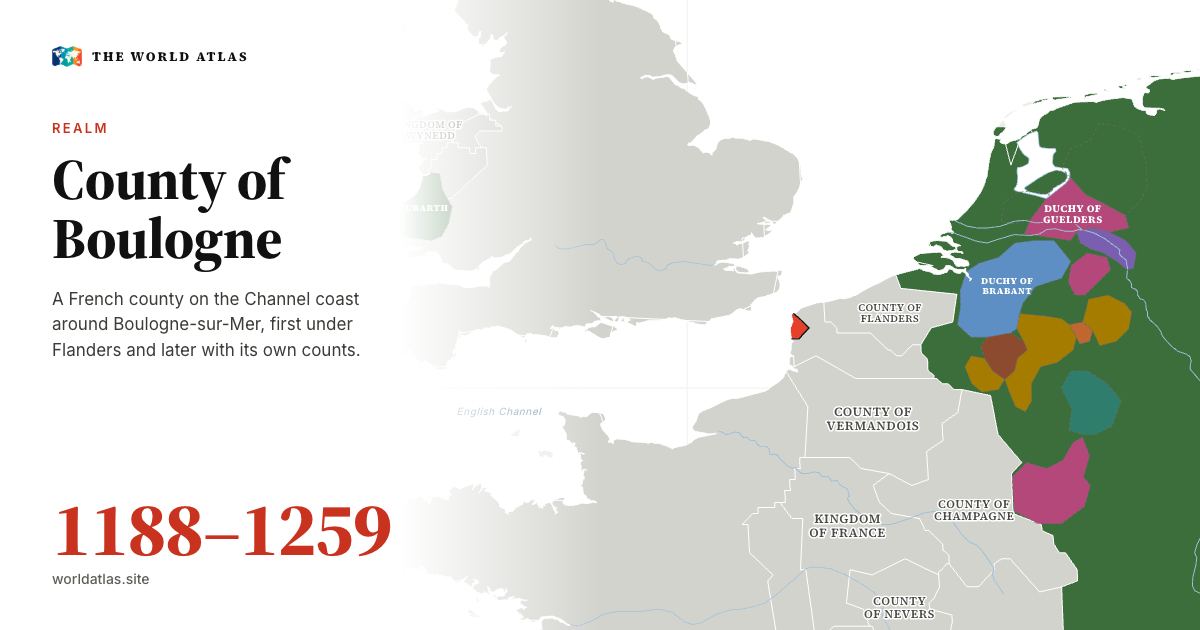 THE WORLD ATLAS
REALM
County of
Boulogne
A French county on the Channel coast
around Boulogne-sur-Mer, first under
Flanders and later with its own counts.
1188–1259
worldatlas.site
English Channel
DUCHY OF
GUELDERS
DUCHY OF
BRABANT
COUNTY OF
FLANDERS
COUNTY OF
VERMANDOIS
COUNTY OF
CHAMPAGNE
KINGDOM
OF FRANCE
COUNTY
OF NEVERS